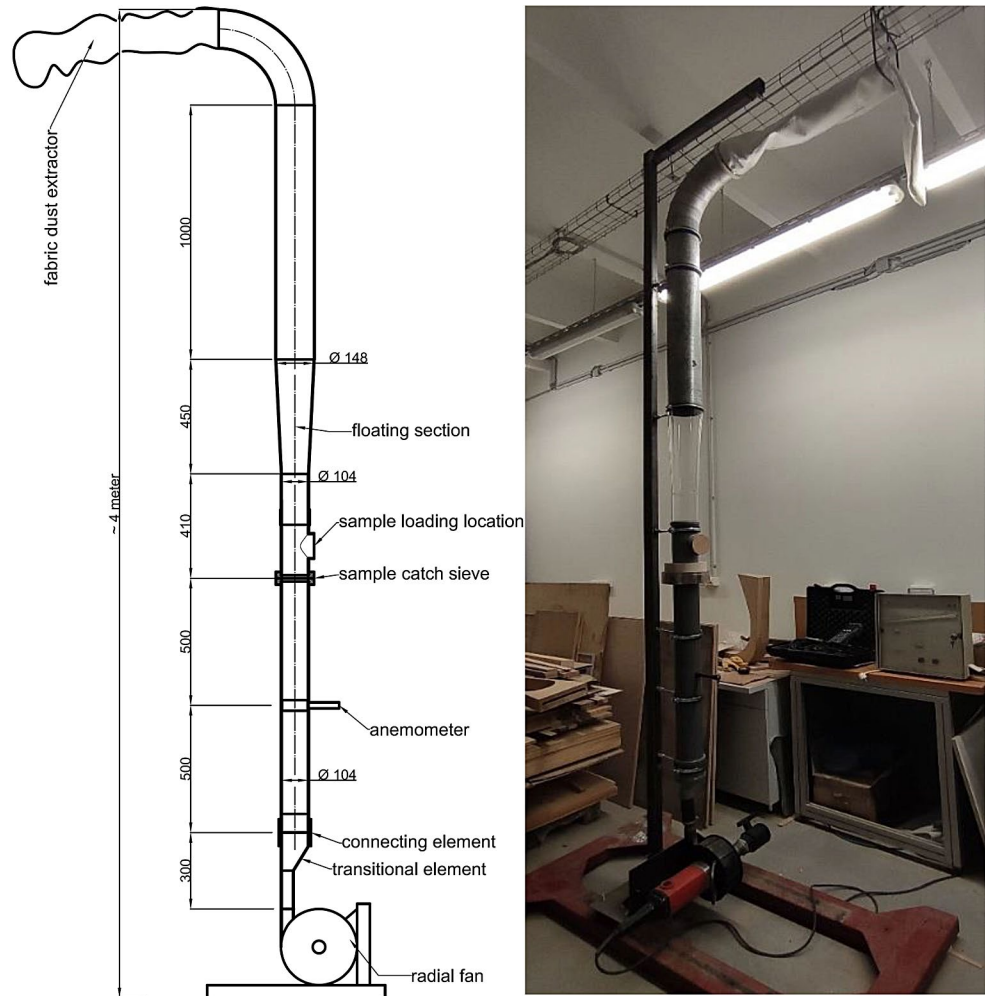 fabric dust extractor
1000
Ø 148
450
floating section
Ø 104
~ 4 meter
410
sample loading location
sample catch sieve
500
anemometer
500
Ø 104
connecting element
transitional element
300
radial fan